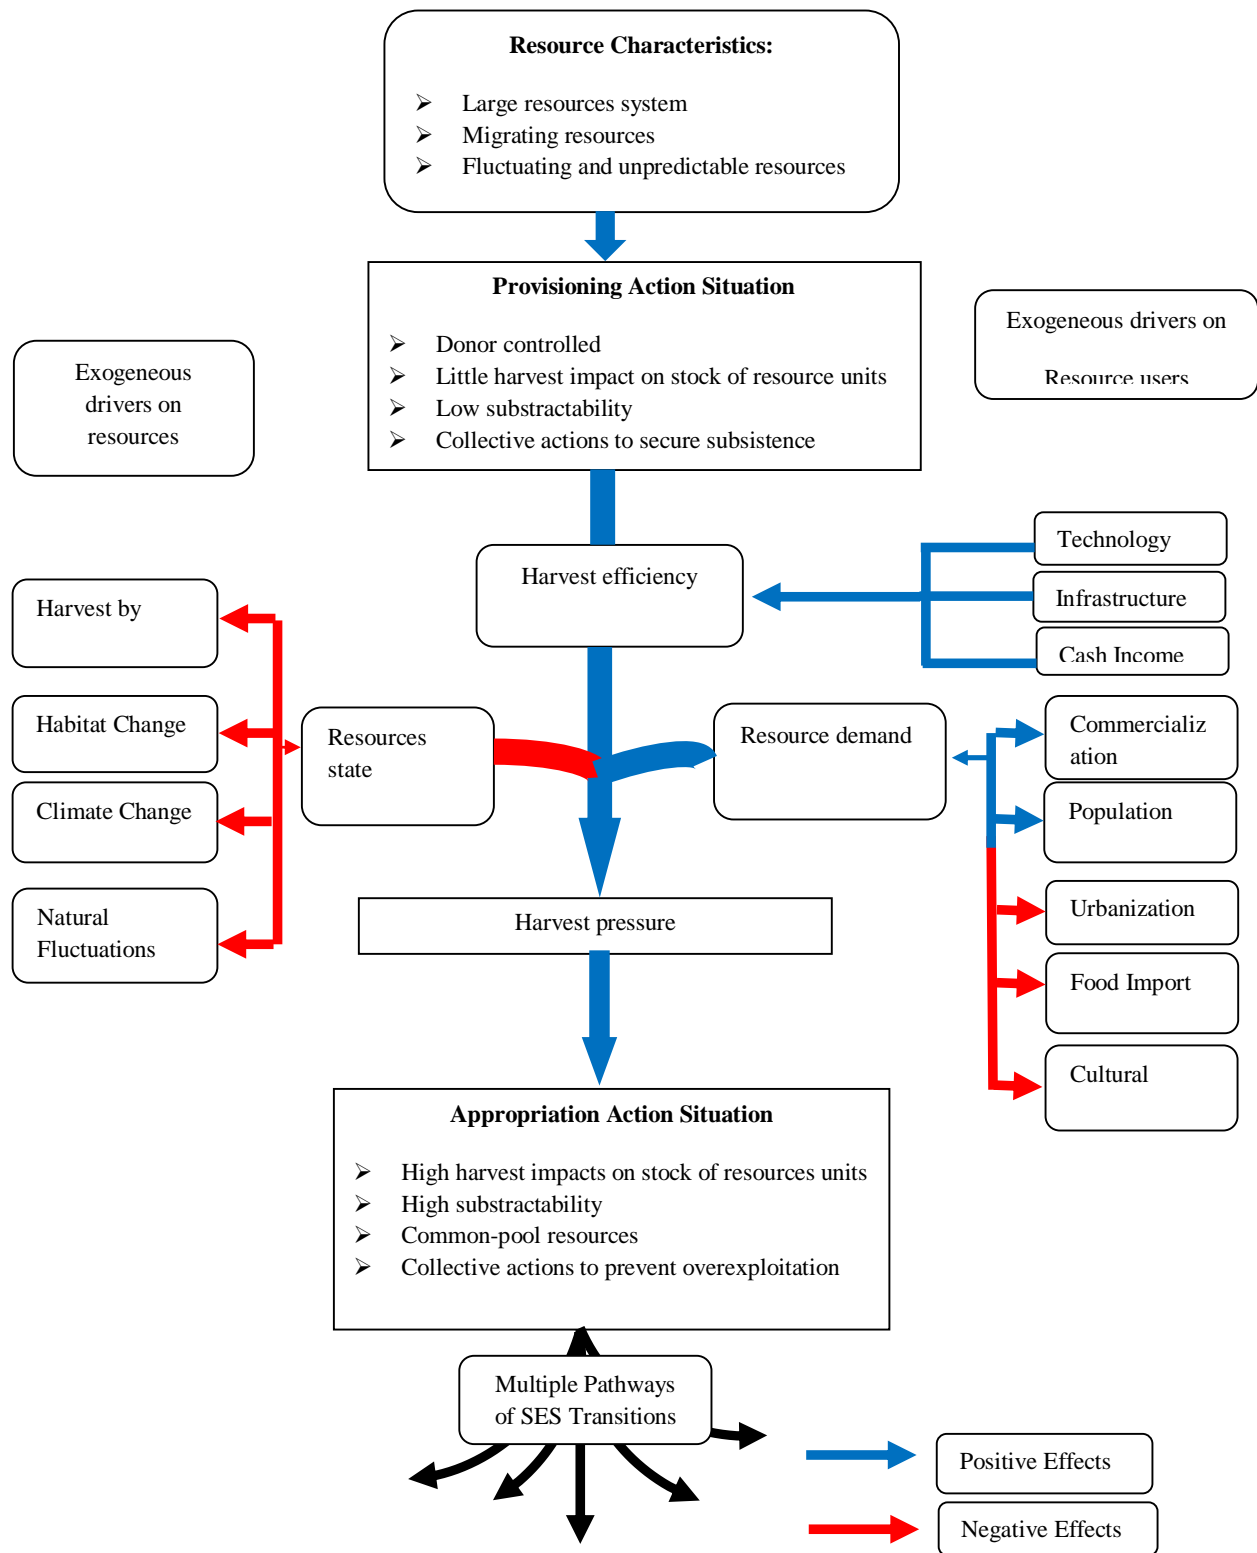 Resource Characteristics:
➢ Large resources system
➢ Migrating resources
➢ Fluctuating and unpredictable resources
Provisioning Action Situation
➢ Donor controlled
➢ Little harvest impact on stock of resource units
➢ Low substractability
➢ Collective actions to secure subsistence
Exogeneous drivers on
Resource users
Exogeneous
drivers on
resources
Harvest efficiency
Technology
Infrastructure
Cash Income
Harvest by
Habitat Change
Climate Change
Natural
Fluctuations
Resources
state
Resource demand
Commercializ
ation
Population
Urbanization
Food Import
Cultural
Harvest pressure
Appropriation Action Situation
➢ High harvest impacts on stock of resources units
➢ High substractability
➢ Common-pool resources
➢ Collective actions to prevent overexploitation
Multiple Pathways
of SES Transitions
Positive Effects
Negative Effects